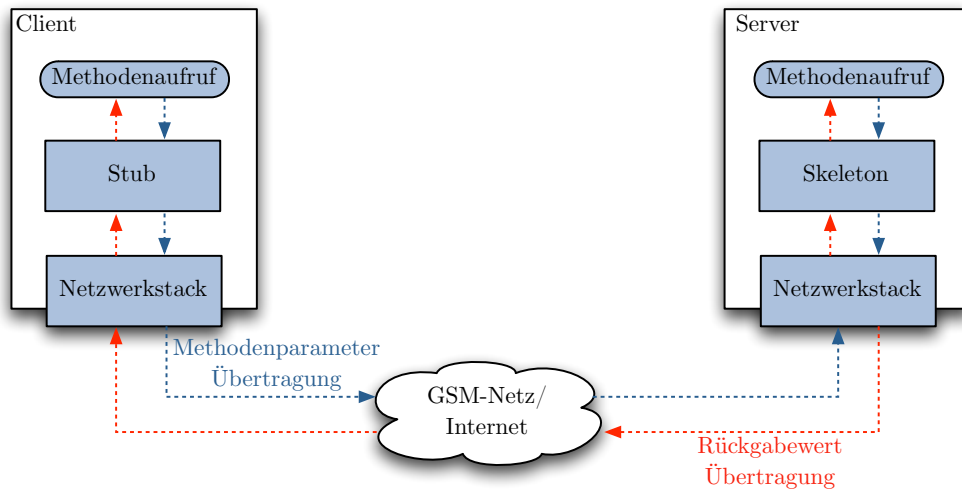 Client
Methodenaufruf
Stub
Netzwerkstack
Methodenparameter
Übertragung
GSM-Netz/
Internet
Server
Methodenaufruf
Skeleton
Netzwerkstack
Rückgabewert
Übertragung